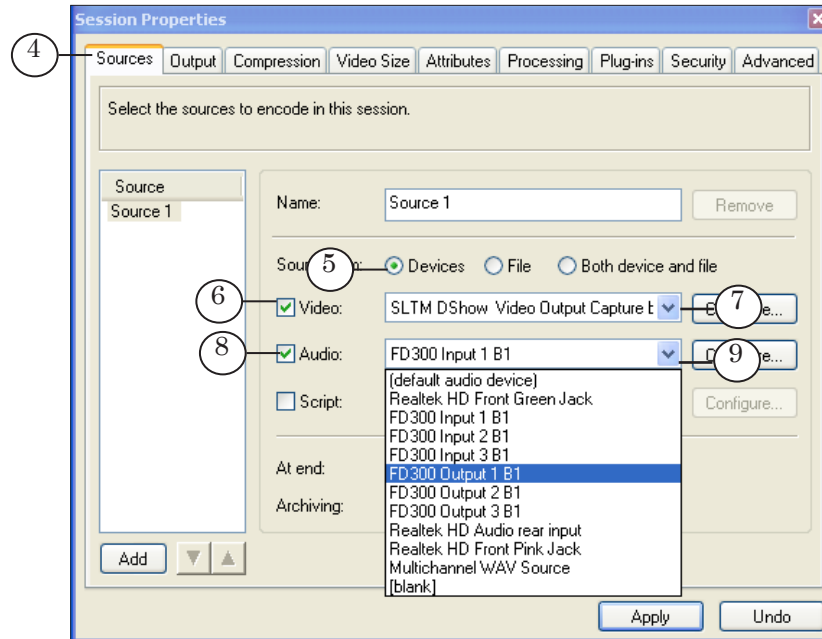 Session Properties
4
Sources Output Compression Video Size Attributes Processing Plug-ins Security Advanced
Select the sources to encode in this session.
Source
Source 1
Name: Source 1 Remove
5 Devices File Both device and file
6 Video: SLTM DShow Video Output Capture 7
8 Audio: FD300 Input 1 B1 9
(default audio device)
Realtek HD Front Green Jack
Script: Configure...
FD300 Input 1 B1
FD300 Input 2 B1
FD300 Input 3 B1
At end:
FD300 Output 1 B1
FD300 Output 2 B1
Archiving:
FD300 Output 3 B1
Realtek HD Audio rear input
Realtek HD Front Pink Jack
Multichannel WAV Source
[blank]
Add
Apply Undo